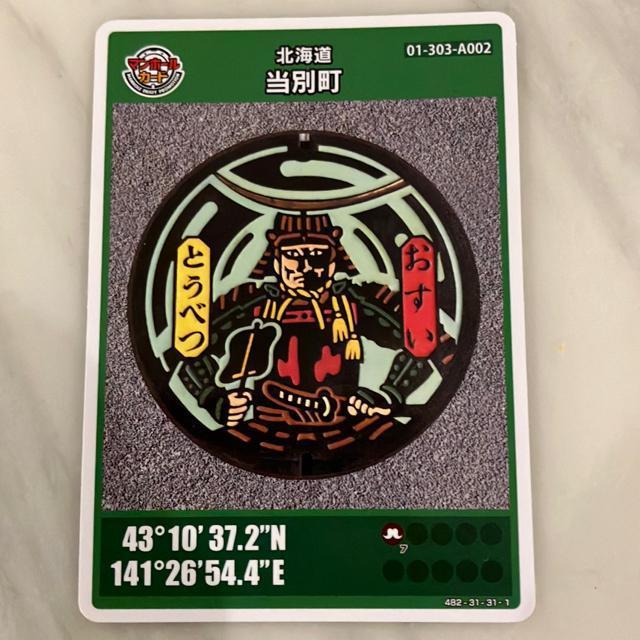 マンホール
カード
北海道
当別町
01-303-A002
とうべつ
おすい
43°10'37.2"N
141°26'54.4"E
7
482-31-31-1